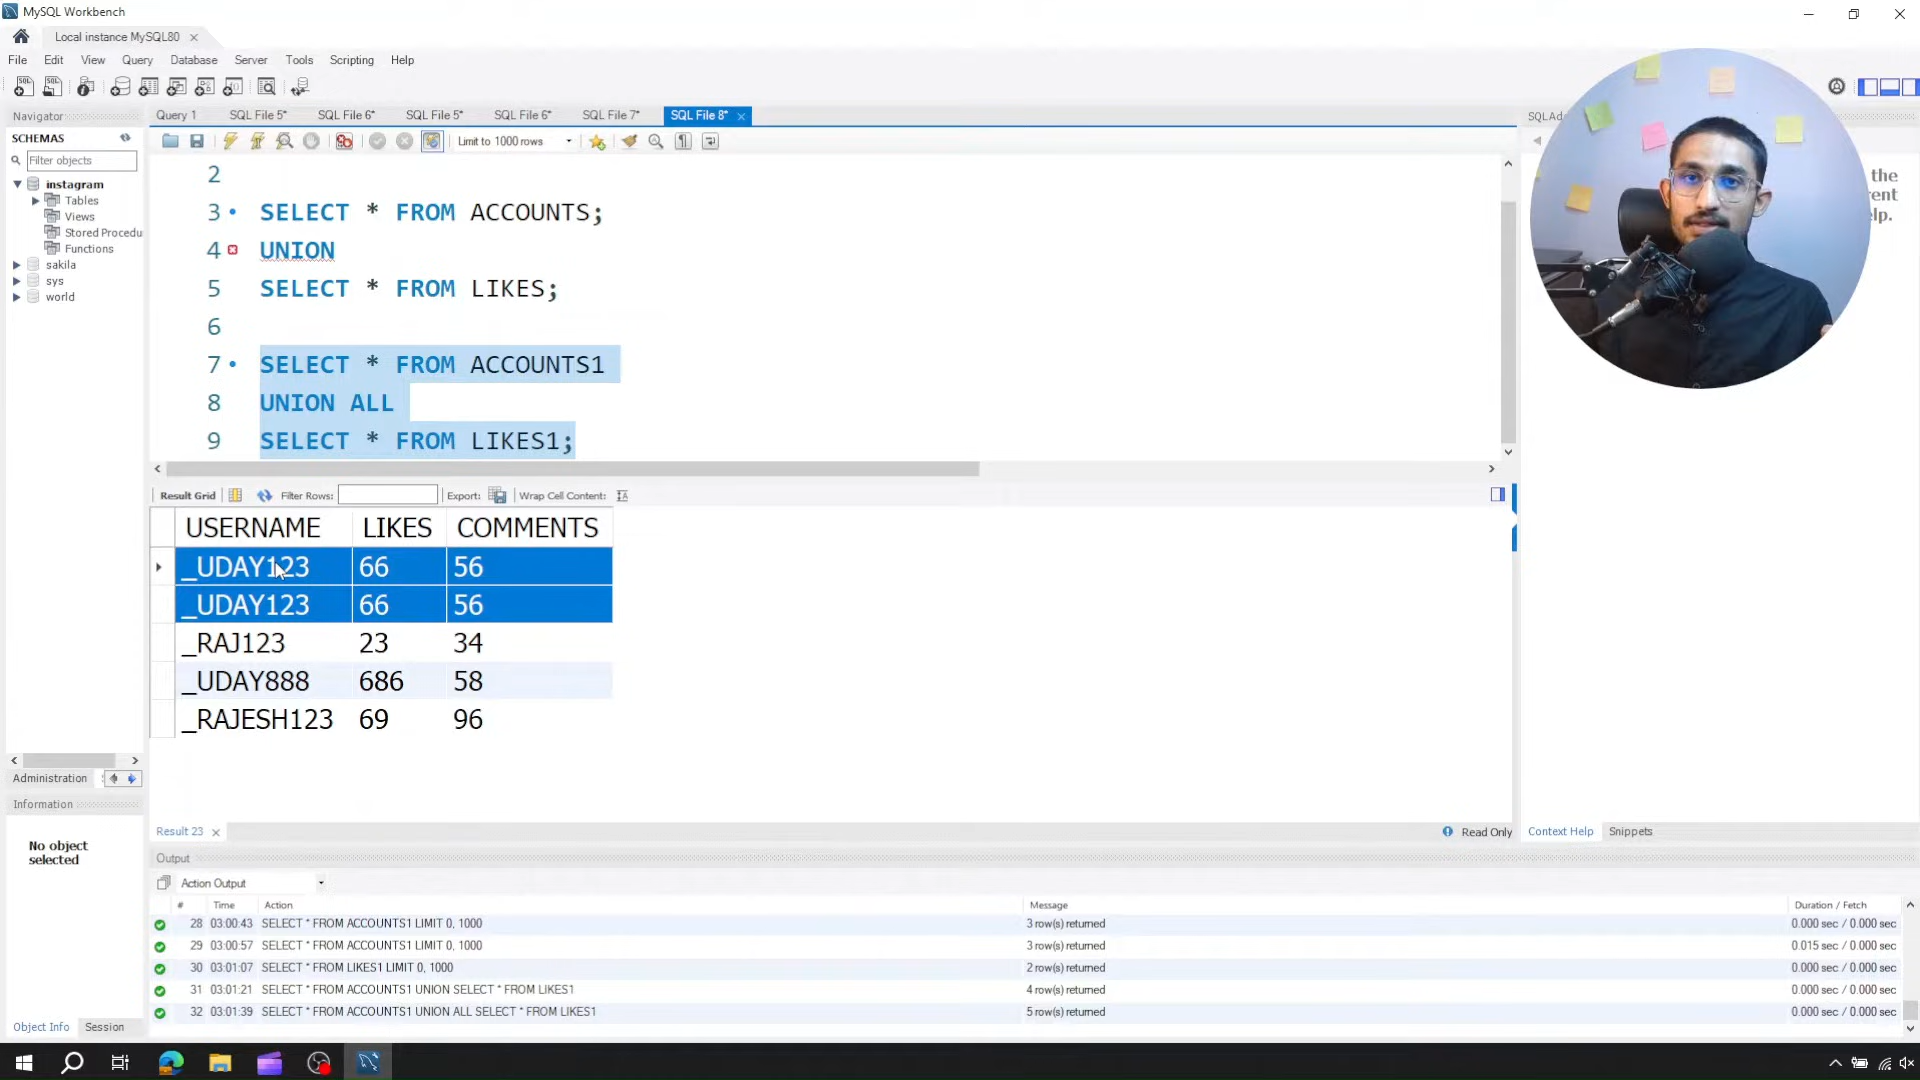 MySQL Workbench
Local instance MySQL80
File Edit View Query Database Server Tools Scripting Help
Navigator
SCHEMAS
Filter objects
instagram
Tables
Views
Stored Procedu
Functions
sakila
sys
world
Administration
Information
No object
selected
Object Info Session
Query 1 SQL File 5* SQL File 6* SQL File 5* SQL File 6* SQL File 7* SQL File 8*
Limit to 1000 rows
2
3 SELECT * FROM ACCOUNTS;
4 UNION
5 SELECT * FROM LIKES;
6
7 SELECT * FROM ACCOUNTS1
8 UNION ALL
9 SELECT * FROM LIKES1;
Result Grid Filter Rows: Export: Wrap Cell Content:
USERNAME LIKES COMMENTS
_UDAY123 66 56
_UDAY123 66 56
_RAJ123 23 34
_UDAY888 686 58
_RAJESH123 69 96
Result 23 Read Only
Output
Action Output
# Time Action Message Duration / Fetch
28 03:00:43 SELECT * FROM ACCOUNTS1 LIMIT 0, 1000 3 row(s) returned 0.000 sec / 0.000 sec
29 03:00:57 SELECT * FROM ACCOUNTS1 LIMIT 0, 1000 3 row(s) returned 0.015 sec / 0.000 sec
30 03:01:07 SELECT * FROM LIKES1 LIMIT 0, 1000 2 row(s) returned 0.000 sec / 0.000 sec
31 03:01:21 SELECT * FROM ACCOUNTS1 UNION SELECT * FROM LIKES1 4 row(s) returned 0.000 sec / 0.000 sec
32 03:01:39 SELECT * FROM ACCOUNTS1 UNION ALL SELECT * FROM LIKES1 5 row(s) returned 0.000 sec / 0.000 sec
SQLAd
the
rent
elp.
Context Help Snippets